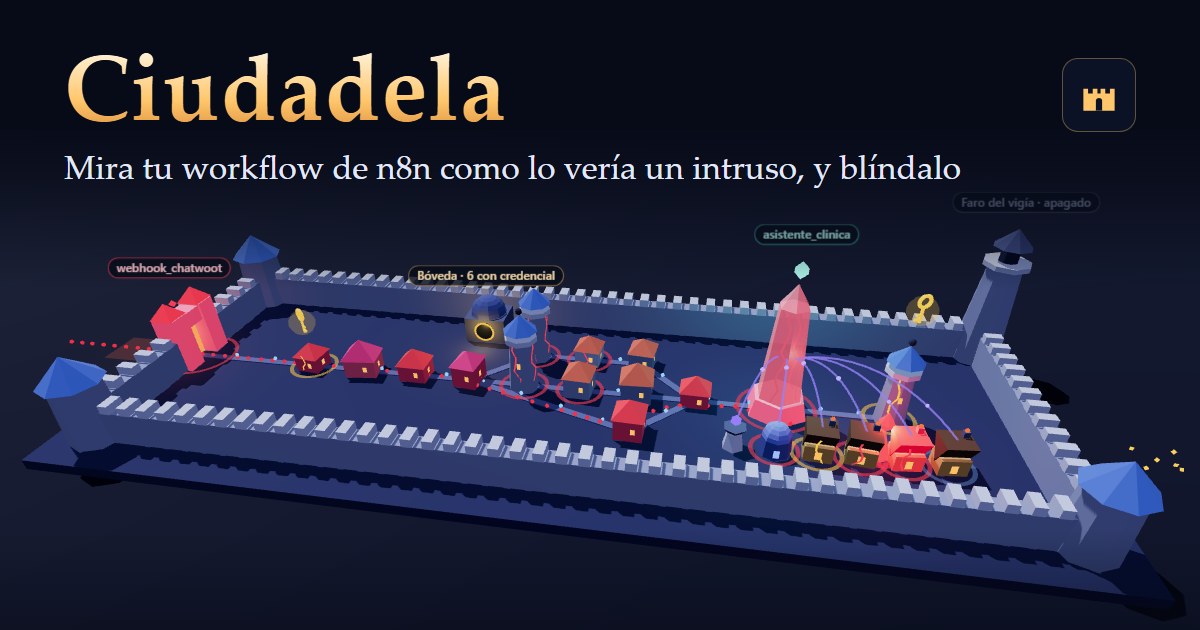 Ciudadela
Mira tu workflow de n8n como lo vería un intruso, y blíndalo
Faro del vigía · apagado
asistente_clinica
webhook_chatwoot
Bóveda · 6 con credencial